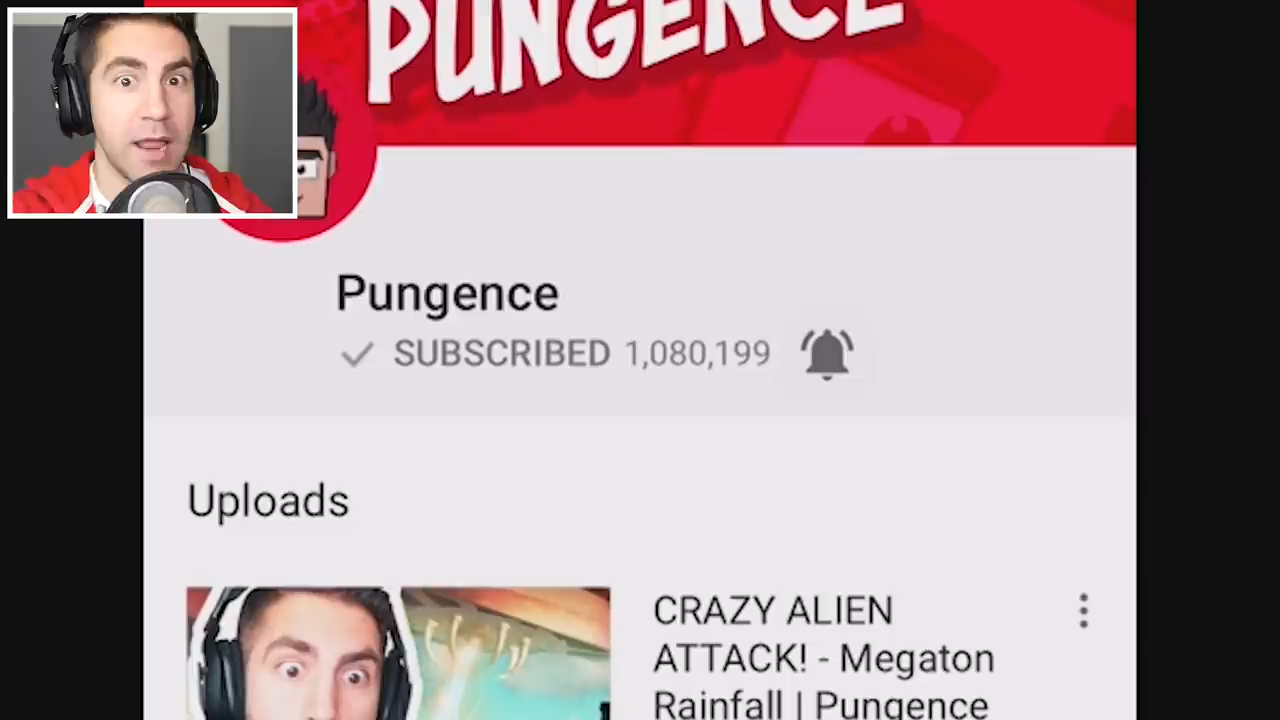 PUNGENCE
Pungence
SUBSCRIBED 1,080,199
Uploads
CRAZY ALIEN
ATTACK! - Megaton
Rainfall | Pungence